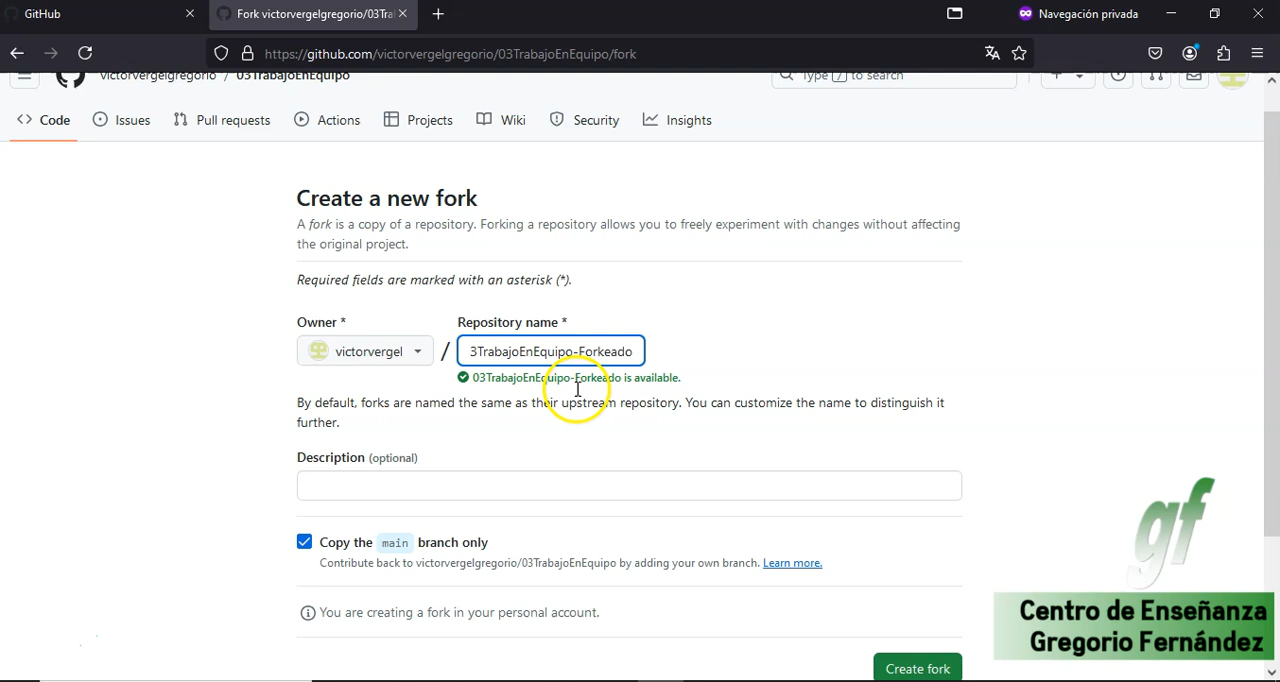 GitHub
Fork victorvergelgregorio/03Tra
Navegación privada
https://github.com/victorvergelgregorio/03TrabajoEnEquipo/fork
victorvergelgregorio / 03TrabajoEnEquipo
Type / to search
Code
Issues
Pull requests
Actions
Projects
Wiki
Security
Insights
Create a new fork
A fork is a copy of a repository. Forking a repository allows you to freely experiment with changes without affecting
the original project.
Required fields are marked with an asterisk (*).
Owner *
Repository name *
victorvergel
/
3TrabajoEnEquipo-Forkeado
03TrabajoEnEquipo-Forkeado is available.
By default, forks are named the same as their upstream repository. You can customize the name to distinguish it
further.
Description (optional)
Copy the main branch only
Contribute back to victorvergelgregorio/03TrabajoEnEquipo by adding your own branch. Learn more.
You are creating a fork in your personal account.
Create fork
gf
Centro de Enseñanza
Gregorio Fernández